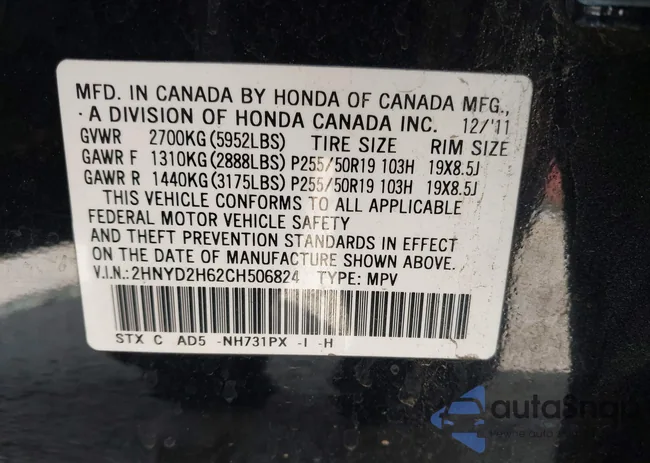 MFD. IN CANADA BY HONDA OF CANADA MFG.,
· A DIVISION OF HONDA CANADA INC. 12/'11
GVWR 2700KG(5952LBS) TIRE SIZE RIM SIZE
GAWR F 1310KG(2888LBS) P255/50R19 103H 19X8.5J
GAWR R 1440KG(3175LBS) P255/50R19 103H 19X8.5J
THIS VEHICLE CONFORMS TO ALL APPLICABLE
FEDERAL MOTOR VEHICLE SAFETY
AND THEFT PREVENTION STANDARDS IN EFFECT
ON THE DATE OF MANUFACTURE SHOWN ABOVE.
V.I.N.: 2HNYD2H62CH506824 TYPE: MPV
STX C AD5 -NH731PX -I -H
autoSnap